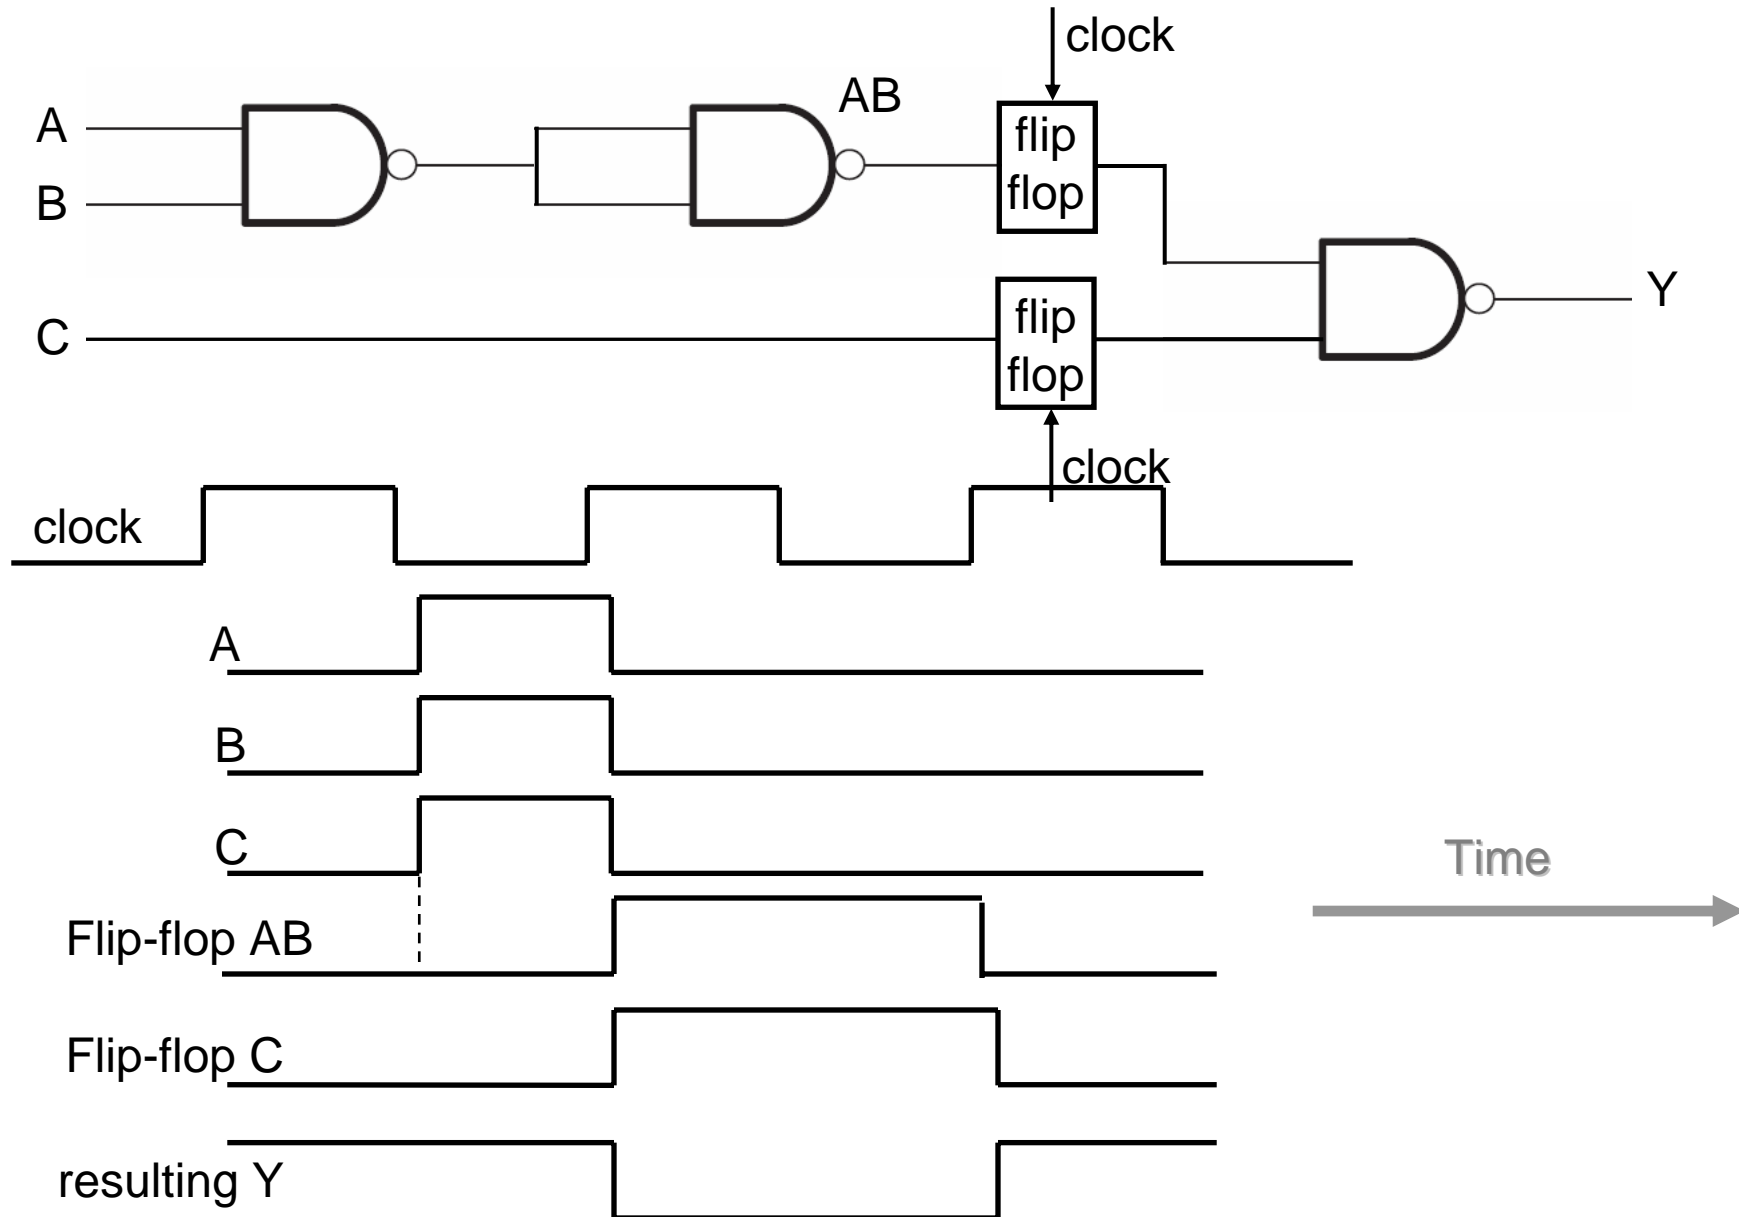 clock
A
B
AB
flip
flop
C
flip
flop
Y
clock
clock
A
B
C
Time
Flip-flop AB
Flip-flop C
resulting Y